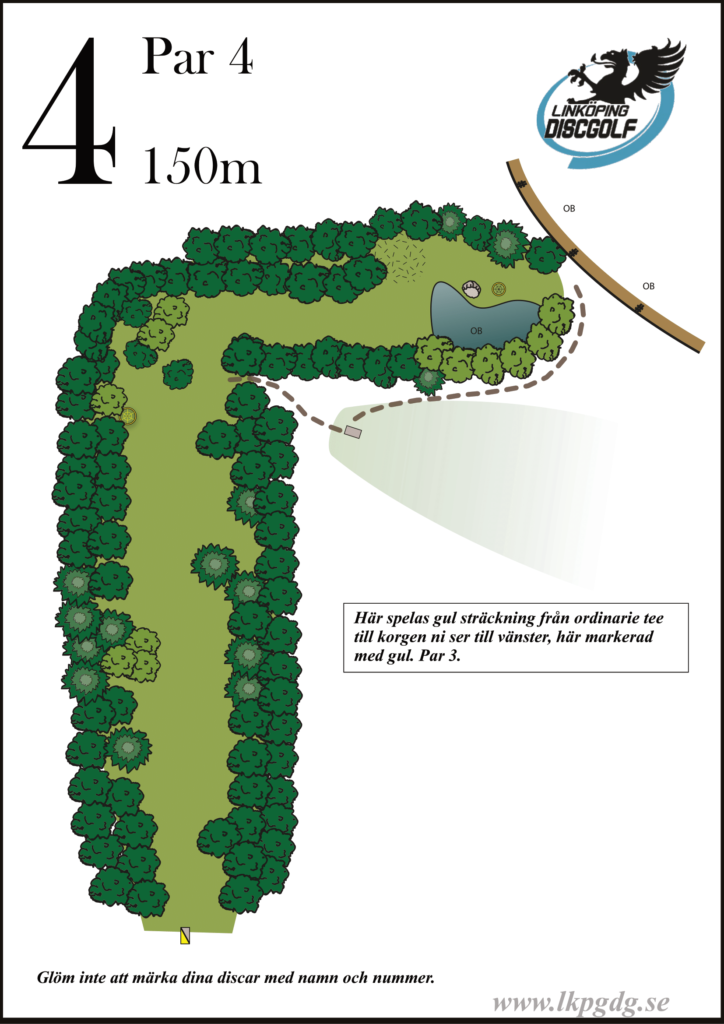 4
Par 4
150m
LINKÖPING
DISCGOLF
OB
OB
OB
Här spelas gul sträckning från ordinarie tee
till korgen ni ser till vänster, här markerad
med gul. Par 3.
Glöm inte att märka dina discar med namn och nummer.
www.lkpgdg.se